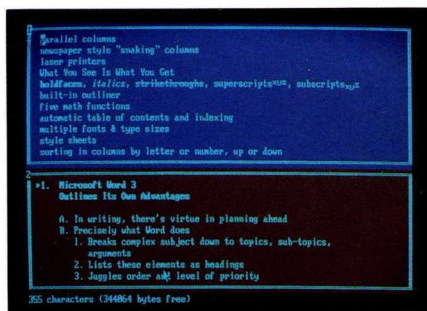 1
Parallel columns
newspaper style "snaking" columns
laser printers
What You See Is What You Get
boldfaces, italics, strikethroughs, superscriptsxyz, subscriptsxyz
built-in outliner
five math functions
automatic table of contents and indexing
multiple fonts & type sizes
style sheets
sorting in columns by letter or number, up or down
2
*1. Microsoft Word 3
Outlines Its Own Advantages
A. In writing, there's virtue in planning ahead
B. Precisely what Word does
1. Breaks complex subject down to topics, sub-topics,
arguments
2. Lists these elements as headings
3. Juggles order and level of priority
355 characters (344064 bytes free)